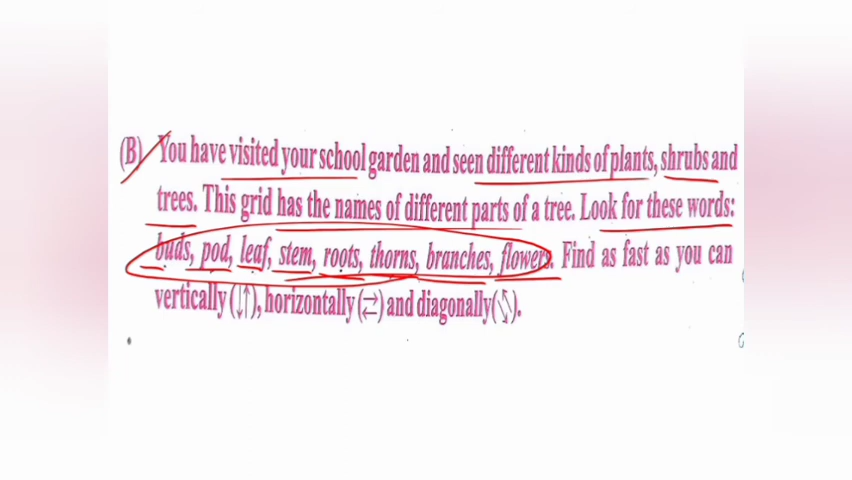 (B) You have visited your school garden and seen different kinds of plants, shrubs and
trees. This grid has the names of different parts of a tree. Look for these words:
buds, pod, leaf, stem, roots, thorns, branches, flowers. Find as fast as you can
vertically (↓↑), horizontally (⇄) and diagonally(⤡).